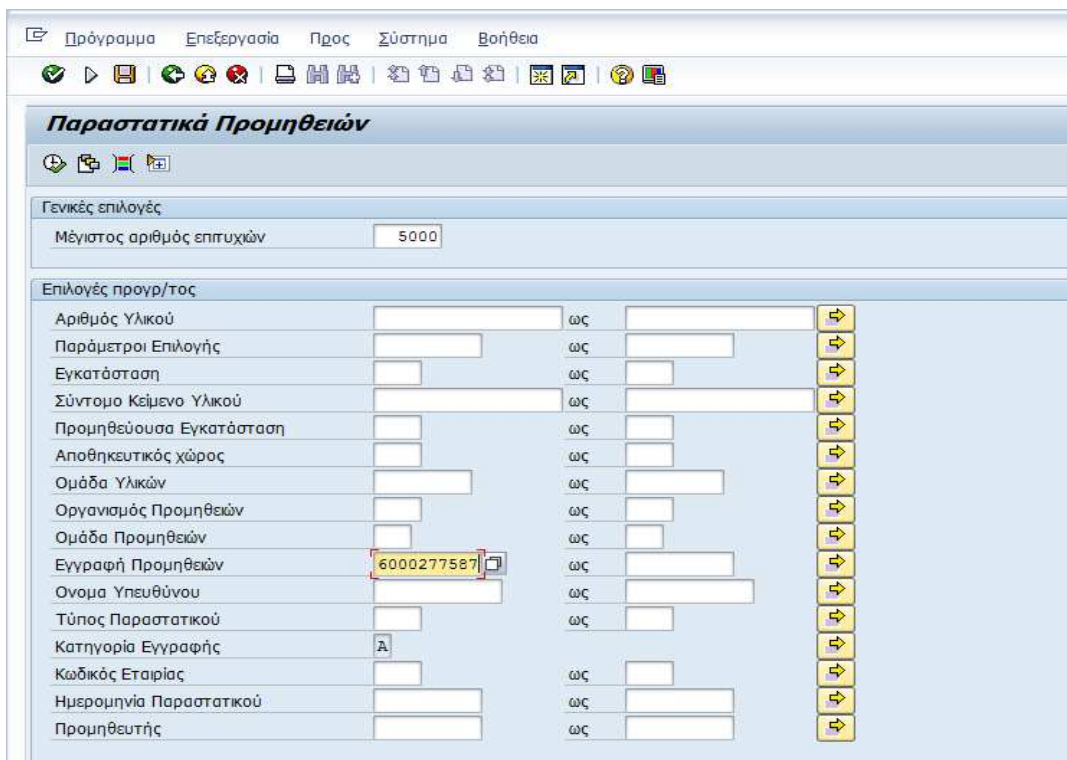 Πρόγραμμα Επεξεργασία Προς Σύστημα Βοήθεια
Παραστατικά Προμηθειών
Γενικές επιλογές
Μέγιστος αριθμός επιτυχιών 5000
Επιλογές προγρ/τος
Αριθμός Υλικού ως
Παράμετροι Επιλογής ως
Εγκατάσταση ως
Σύντομο Κείμενο Υλικού ως
Προμηθεύουσα Εγκατάσταση ως
Αποθηκευτικός χώρος ως
Ομάδα Υλικών ως
Οργανισμός Προμηθειών ως
Ομάδα Προμηθειών ως
Εγγραφή Προμηθειών 6000277587 ως
Ονομα Υπευθύνου ως
Τύπος Παραστατικού ως
Κατηγορία Εγγραφής A
Κωδικός Εταιρίας ως
Ημερομηνία Παραστατικού ως
Προμηθευτής ως